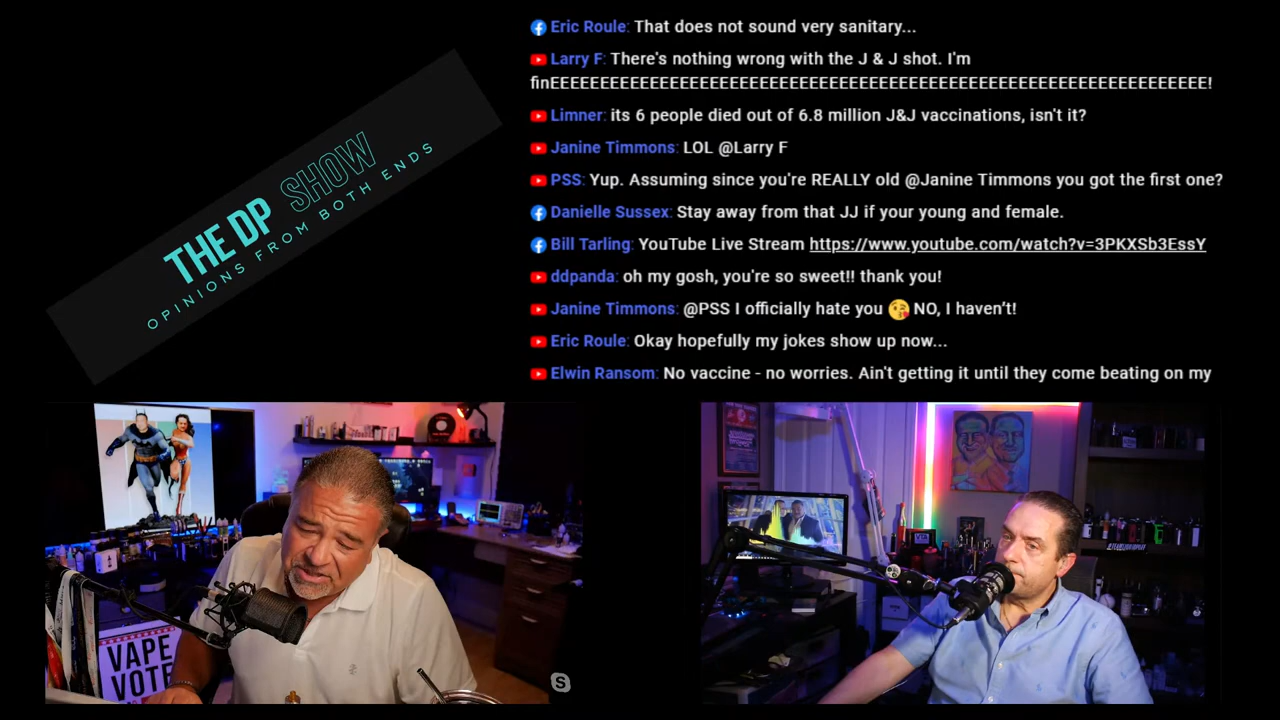 THE DP SHOW
OPINIONS FROM BOTH ENDS
Eric Roule: That does not sound very sanitary...
Larry F: There's nothing wrong with the J & J shot. I'm
finEEEEEEEEEEEEEEEEEEEEEEEEEEEEEEEEEEEEEEEEEEEEEEEEEEEEEEEEEEEEEEEEEE!
Limner: its 6 people died out of 6.8 million J&J vaccinations, isn't it?
Janine Timmons: LOL @Larry F
PSS: Yup. Assuming since you're REALLY old @Janine Timmons you got the first one?
Danielle Sussex: Stay away from that JJ if your young and female.
Bill Tarling: YouTube Live Stream https://www.youtube.com/watch?v=3PKXSb3EssY
ddpanda: oh my gosh, you're so sweet!! thank you!
Janine Timmons: @PSS I officially hate you 😘 NO, I haven't!
Eric Roule: Okay hopefully my jokes show up now...
Elwin Ransom: No vaccine - no worries. Ain't getting it until they come beating on my
VAPE
VOTE
S